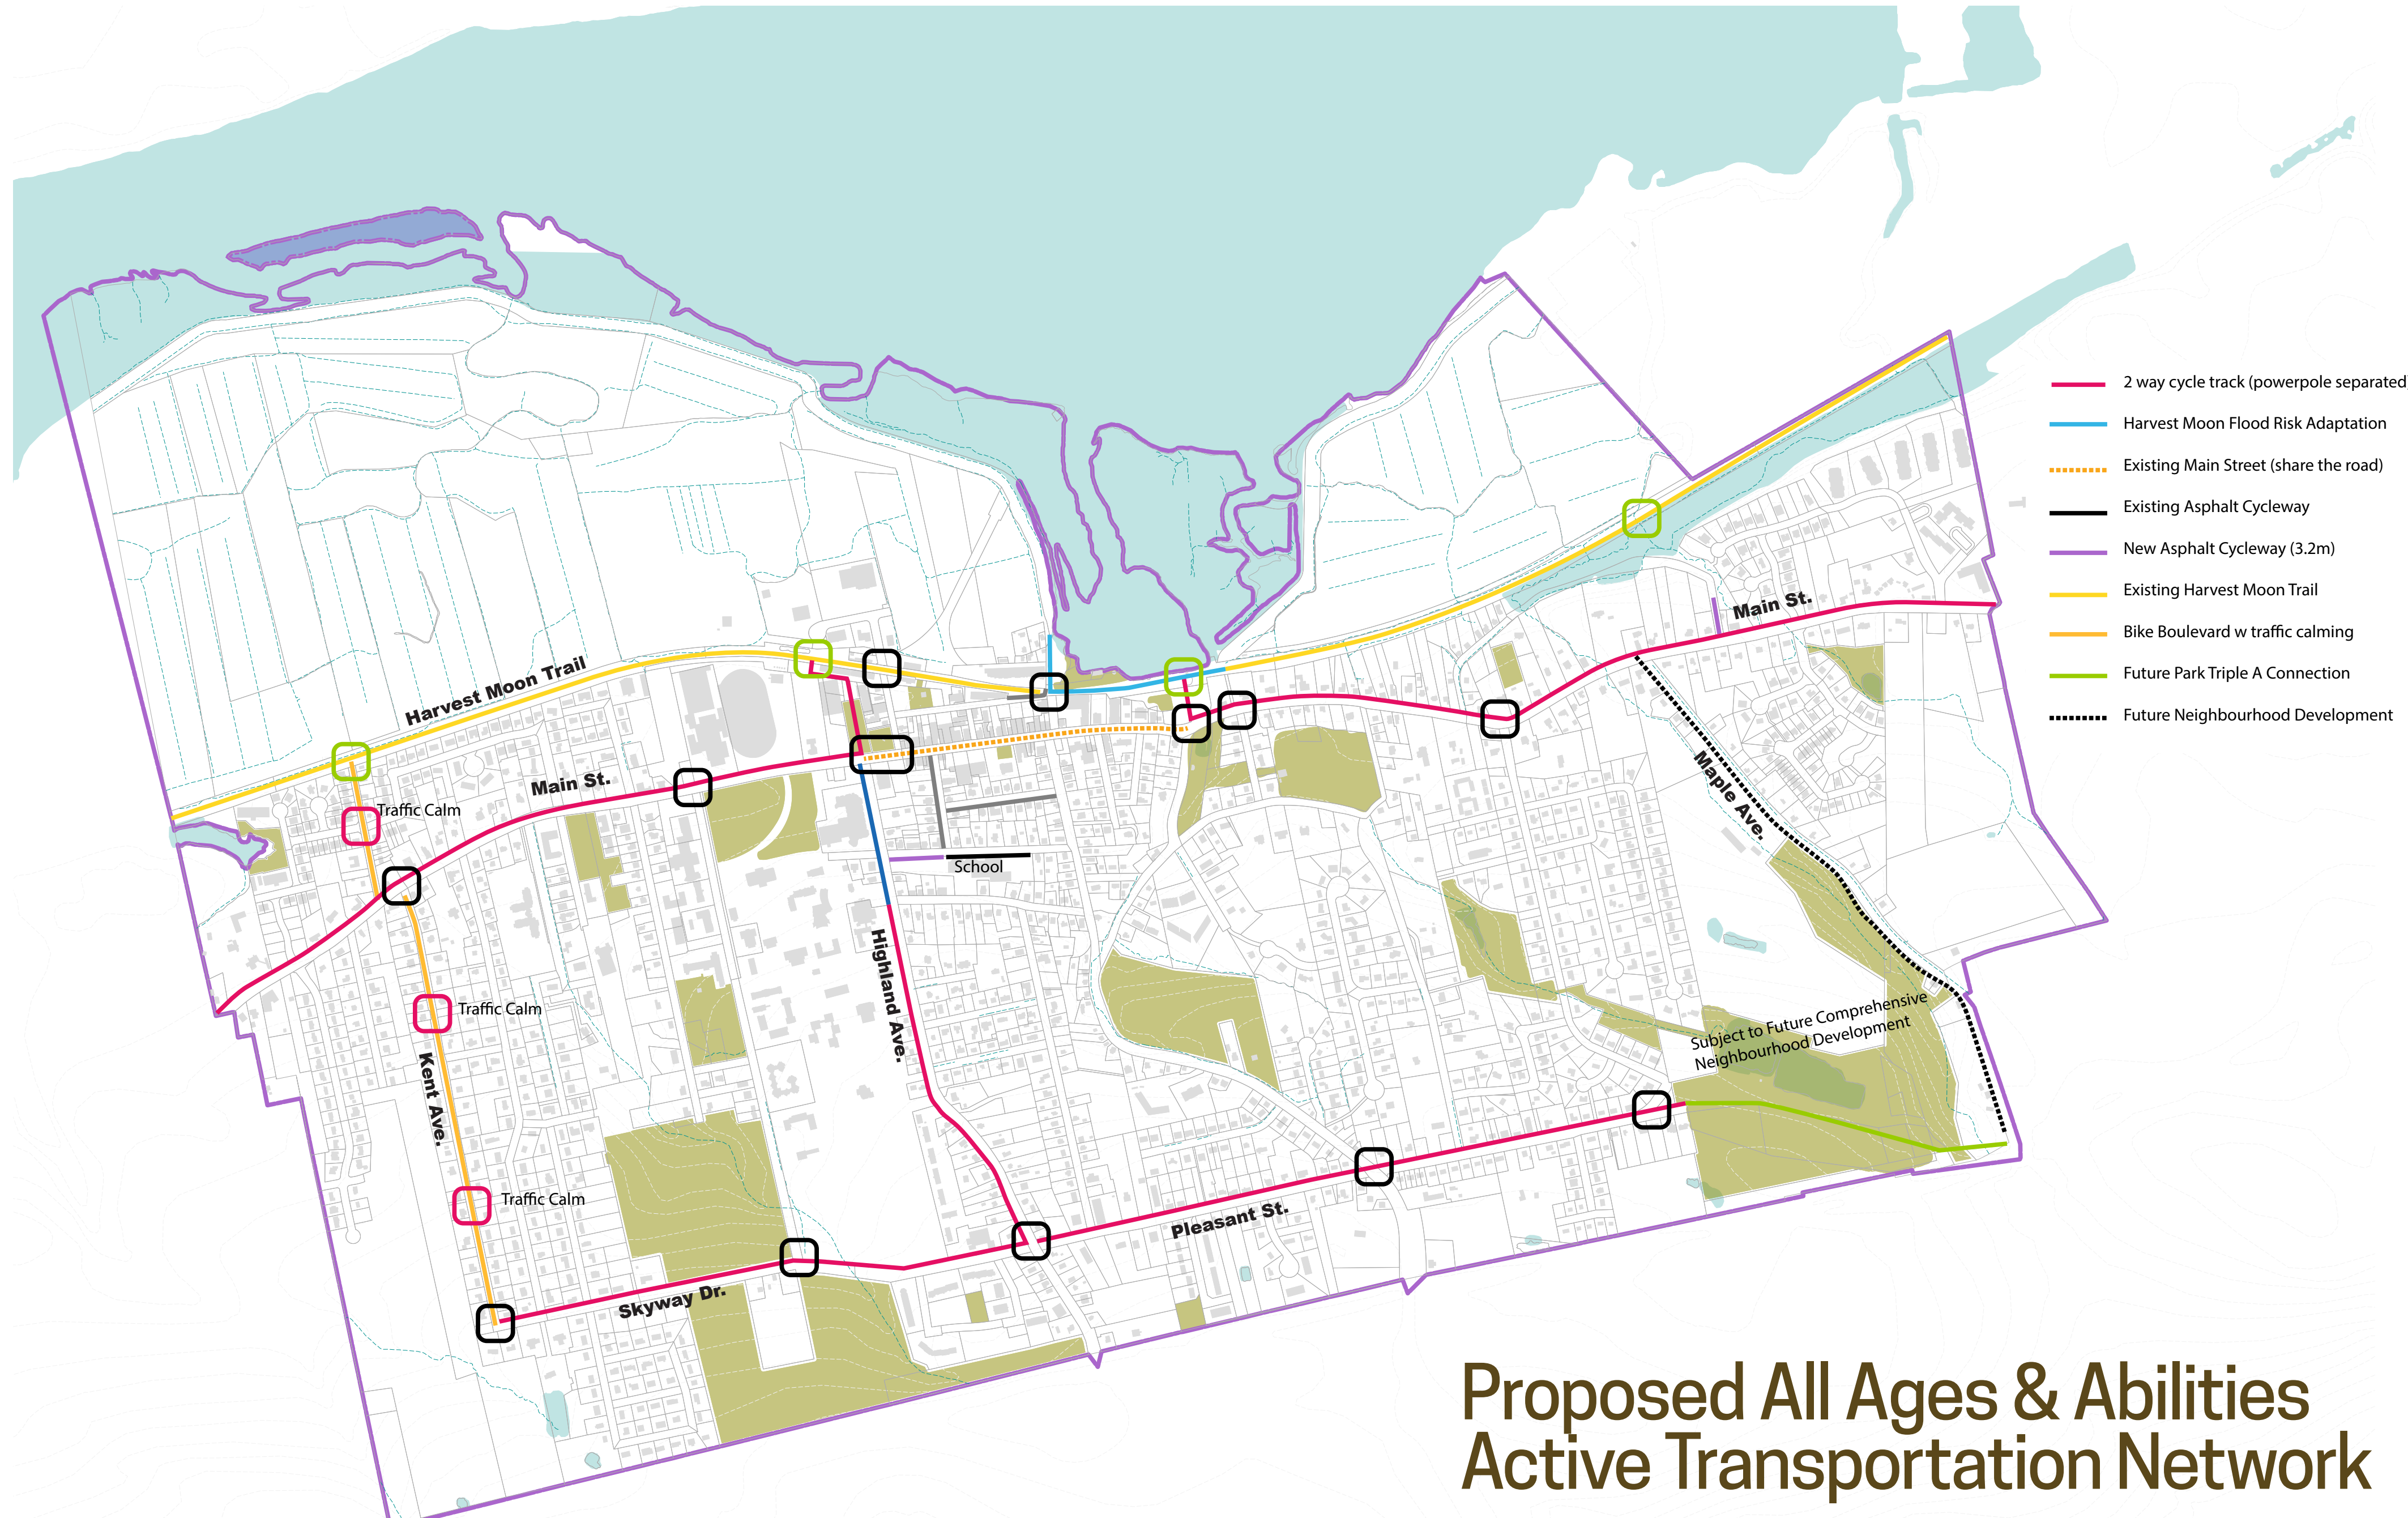 2 way cycle track (powerpole separated
Harvest Moon Flood Risk Adaptation
Existing Main Street (share the road)
Existing Asphalt Cycleway
New Asphalt Cycleway (3.2m)
Existing Harvest Moon Trail
Bike Boulevard w traffic calming
Future Park Triple A Connection
Future Neighbourhood Development
Main St.
Harvest Moon Trail
Main St.
Traffic Calm
Maple Ave.
School
Highland Ave.
Traffic Calm
Kent Ave.
Subject to Future Comprehensive
Neighbourhood Development
Traffic Calm
Pleasant St.
Skyway Dr.
Proposed All Ages & Abilities
Active Transportation Network